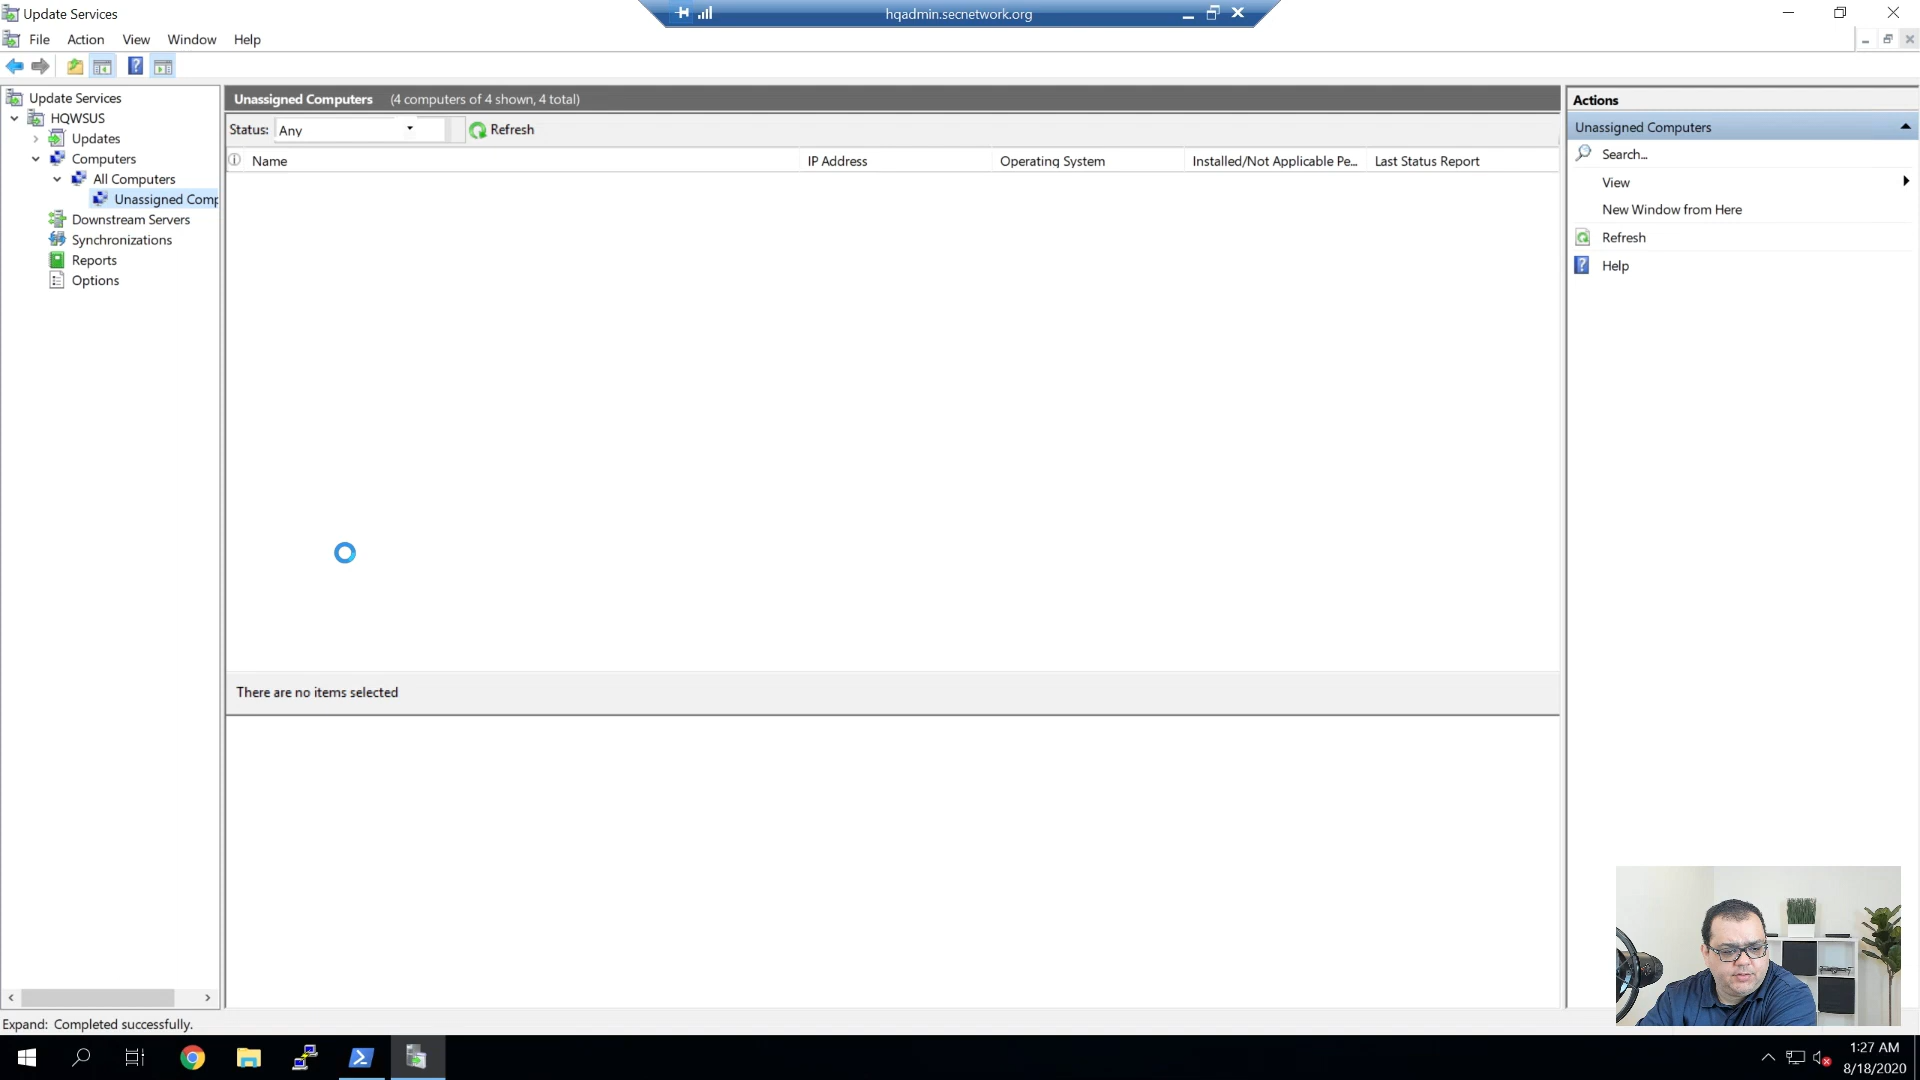 Update Services
hqadmin.secnetwork.org
File Action View Window Help
Update Services
HQWSUS
Updates
Computers
All Computers
Unassigned Comp
Downstream Servers
Synchronizations
Reports
Options
Unassigned Computers (4 computers of 4 shown, 4 total)
Status: Any Refresh
Name IP Address Operating System Installed/Not Applicable Pe... Last Status Report
There are no items selected
Actions
Unassigned Computers
Search...
View
New Window from Here
Refresh
Help
Expand: Completed successfully.
1:27 AM
8/18/2020